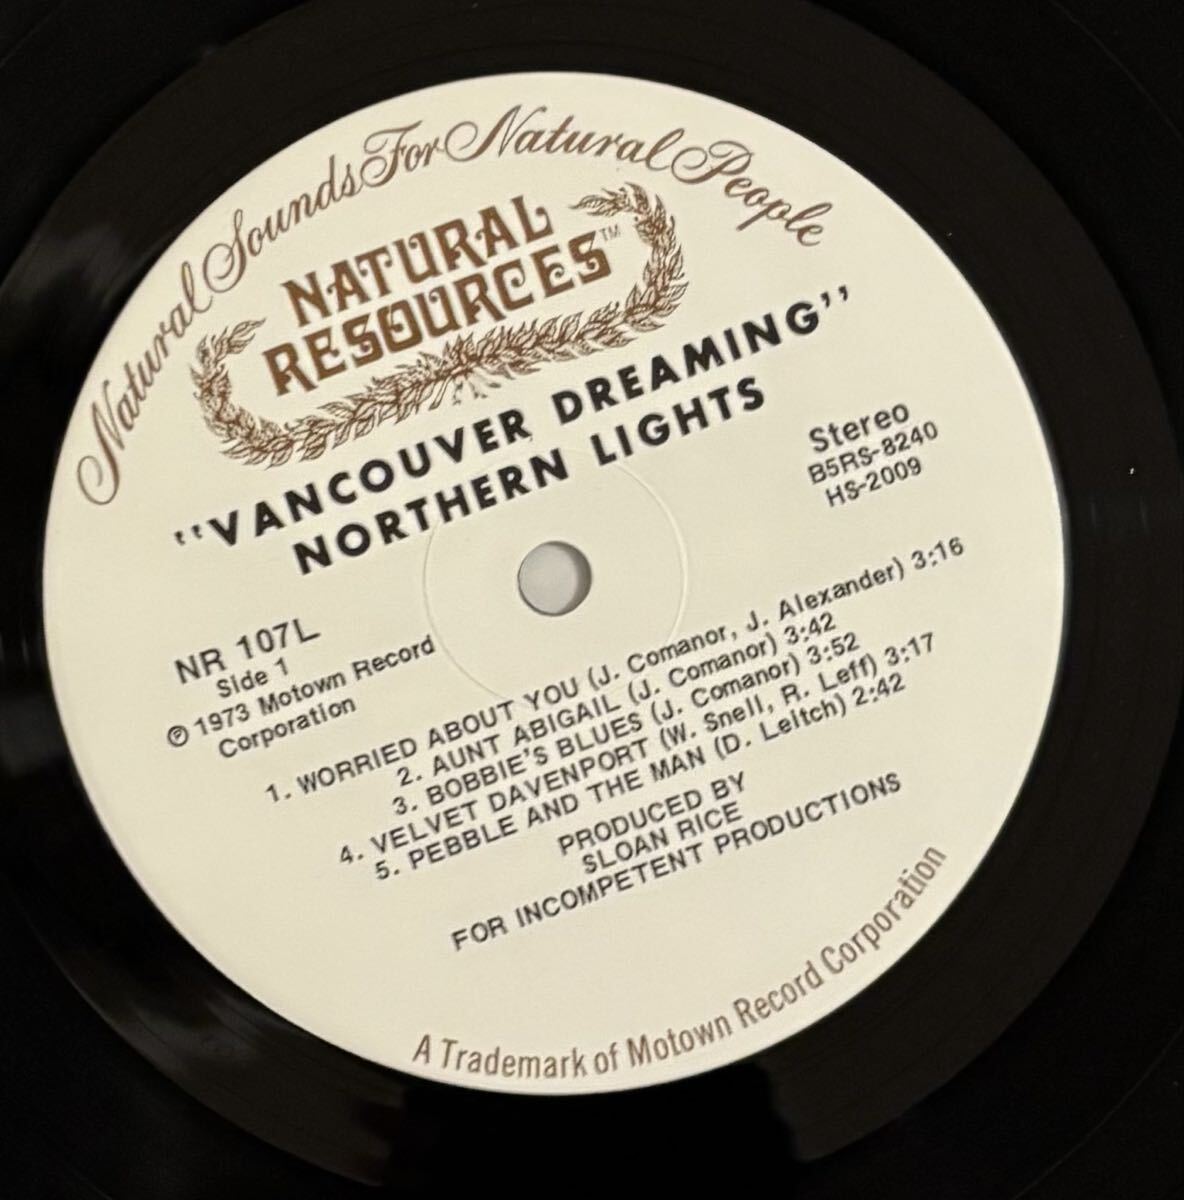 Natural Sounds For Natural People
NATURAL
RESOURCES™
"VANCOUVER DREAMING"
NORTHERN LIGHTS
Stereo
B5RS-8240
HS-2009
NR 107L
Side 1
℗ 1973 Motown Record
Corporation
1. WORRIED ABOUT YOU (J. Comanor, J. Alexander) 3:16
2. AUNT ABIGAIL (J. Comanor) 3:42
3. BOBBIE'S BLUES (J. Comanor) 3:52
4. VELVET DAVENPORT (W. Snell, R. Leff) 3:17
5. PEBBLE AND THE MAN (D. Leitch) 2:42
PRODUCED BY
SLOAN RICE
FOR INCOMPETENT PRODUCTIONS
A Trademark of Motown Record Corporation